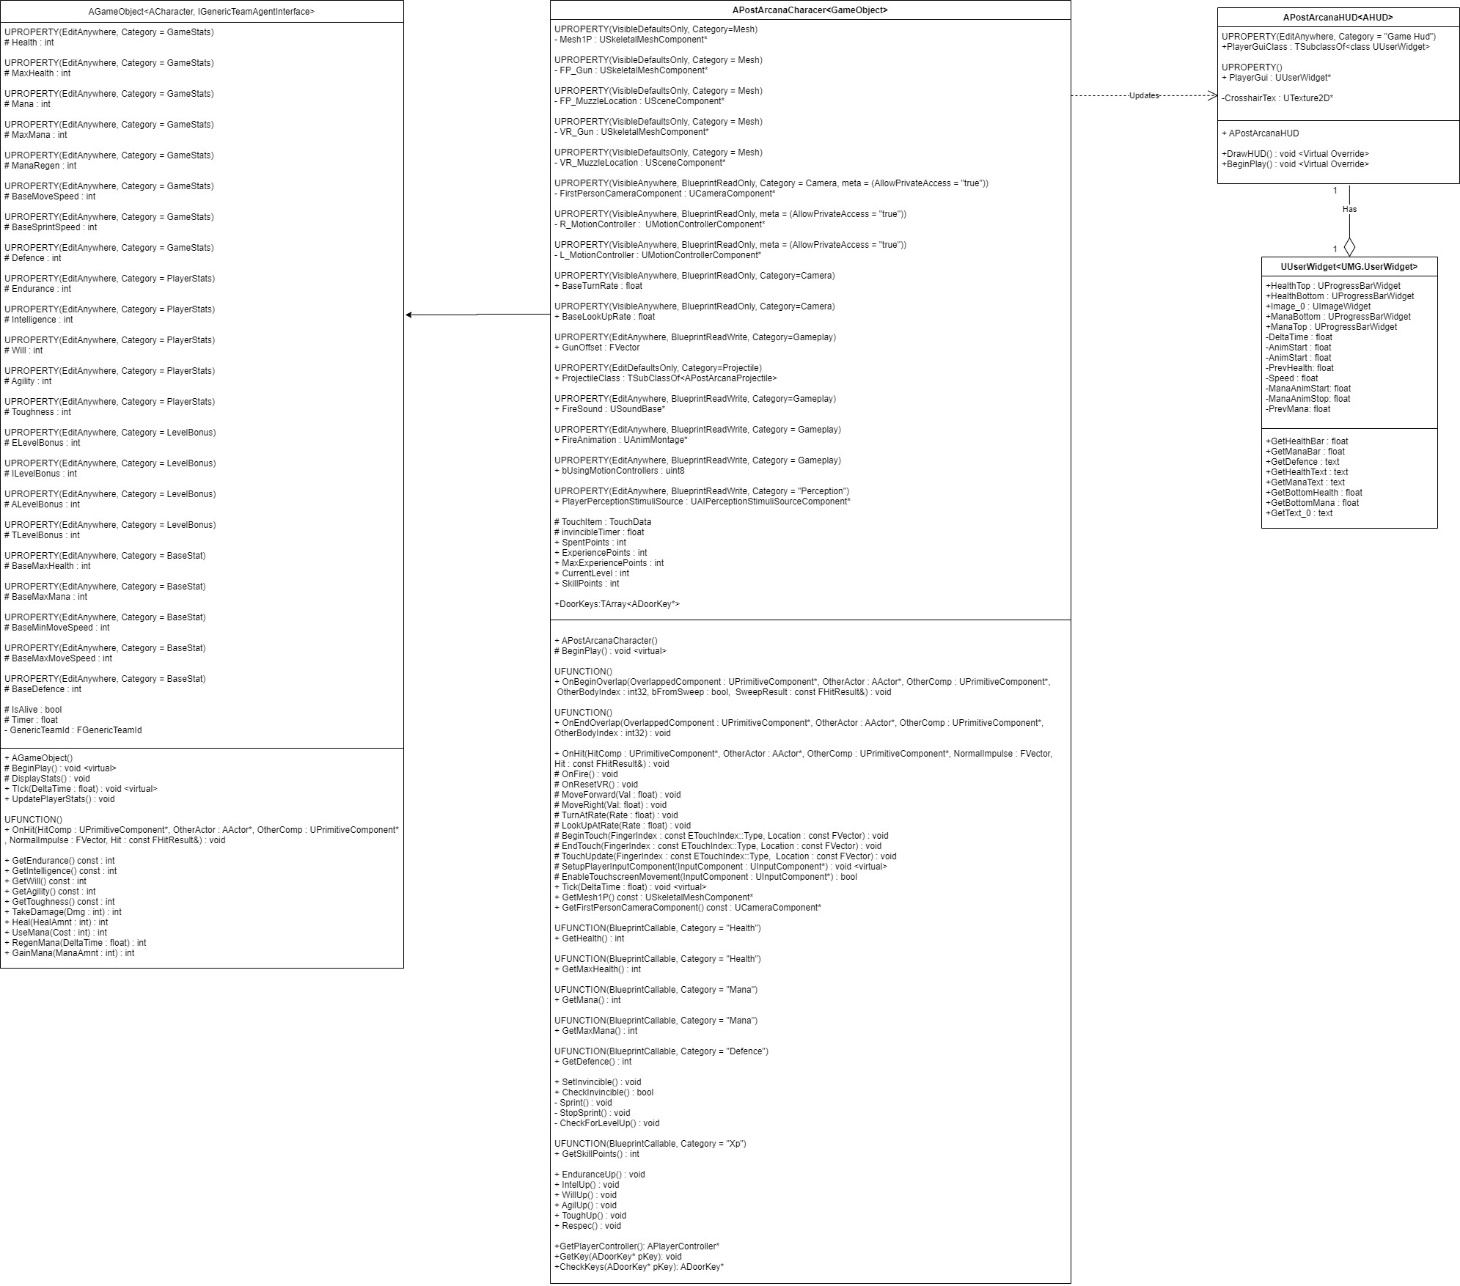 AGameObject<ACharacter, IGenericTeamAgentInterface>
UPROPERTY(EditAnywhere, Category = GameStats)
# Health : int
UPROPERTY(EditAnywhere, Category = GameStats)
# MaxHealth : int
UPROPERTY(EditAnywhere, Category = GameStats)
# Mana : int
UPROPERTY(EditAnywhere, Category = GameStats)
# MaxMana : int
UPROPERTY(EditAnywhere, Category = GameStats)
# ManaRegen : int
UPROPERTY(EditAnywhere, Category = GameStats)
# BaseMoveSpeed : int
UPROPERTY(EditAnywhere, Category = GameStats)
# BaseSprintSpeed : int
UPROPERTY(EditAnywhere, Category = GameStats)
# Defence : int
UPROPERTY(EditAnywhere, Category = PlayerStats)
# Endurance : int
UPROPERTY(EditAnywhere, Category = PlayerStats)
# Intelligence : int
UPROPERTY(EditAnywhere, Category = PlayerStats)
# Will : int
UPROPERTY(EditAnywhere, Category = PlayerStats)
# Agility : int
UPROPERTY(EditAnywhere, Category = PlayerStats)
# Toughness : int
UPROPERTY(EditAnywhere, Category = LevelBonus)
# ELevelBonus : int
UPROPERTY(EditAnywhere, Category = LevelBonus)
# ILevelBonus : int
UPROPERTY(EditAnywhere, Category = LevelBonus)
# ALevelBonus : int
UPROPERTY(EditAnywhere, Category = LevelBonus)
# TLevelBonus : int
UPROPERTY(EditAnywhere, Category = BaseStat)
# BaseMaxHealth : int
UPROPERTY(EditAnywhere, Category = BaseStat)
# BaseMaxMana : int
UPROPERTY(EditAnywhere, Category = BaseStat)
# BaseMinMoveSpeed : int
UPROPERTY(EditAnywhere, Category = BaseStat)
# BaseMaxMoveSpeed : int
UPROPERTY(EditAnywhere, Category = BaseStat)
# BaseDefence : int
# IsAlive : bool
# Timer : float
- GenericTeamId : FGenericTeamId
+ AGameObject()
# BeginPlay() : void <virtual>
# DisplayStats() : void
+ TIck(DeltaTime : float) : void <virtual>
+ UpdatePlayerStats() : void
UFUNCTION()
+ OnHit(HitComp : UPrimitiveComponent*, OtherActor : AActor*, OtherComp : UPrimitiveComponent*
, NormalImpulse : FVector, Hit : const FHitResult&) : void
+ GetEndurance() const : int
+ GetIntelligence() const : int
+ GetWill() const : int
+ GetAgility() const : int
+ GetToughness() const : int
+ TakeDamage(Dmg : int) : int
+ Heal(HealAmnt : int) : int
+ UseMana(Cost : int) : int
+ RegenMana(DeltaTime : float) : int
+ GainMana(ManaAmnt : int) : int
APostArcanaCharacer<GameObject>
UPROPERTY(VisibleDefaultsOnly, Category=Mesh)
- Mesh1P : USkeletalMeshComponent*
UPROPERTY(VisibleDefaultsOnly, Category = Mesh)
- FP_Gun : USkeletalMeshComponent*
UPROPERTY(VisibleDefaultsOnly, Category = Mesh)
- FP_MuzzleLocation : USceneComponent*
UPROPERTY(VisibleDefaultsOnly, Category = Mesh)
- VR_Gun : USkeletalMeshComponent*
UPROPERTY(VisibleDefaultsOnly, Category = Mesh)
- VR_MuzzleLocation : USceneComponent*
UPROPERTY(VisibleAnywhere, BlueprintReadOnly, Category = Camera, meta = (AllowPrivateAccess = "true"))
- FirstPersonCameraComponent : UCameraComponent*
UPROPERTY(VisibleAnywhere, BlueprintReadOnly, meta = (AllowPrivateAccess = "true"))
- R_MotionController : UMotionControllerComponent*
UPROPERTY(VisibleAnywhere, BlueprintReadOnly, meta = (AllowPrivateAccess = "true"))
- L_MotionController : UMotionControllerComponent*
UPROPERTY(VisibleAnywhere, BlueprintReadOnly, Category=Camera)
+ BaseTurnRate : float
UPROPERTY(VisibleAnywhere, BlueprintReadOnly, Category=Camera)
+ BaseLookUpRate : float
UPROPERTY(EditAnywhere, BlueprintReadWrite, Category=Gameplay)
+ GunOffset : FVector
UPROPERTY(EditDefaultsOnly, Category=Projectile)
+ ProjectileClass : TSubClassOf<APostArcanaProjectile>
UPROPERTY(EditAnywhere, BlueprintReadWrite, Category=Gameplay)
+ FireSound : USoundBase*
UPROPERTY(EditAnywhere, BlueprintReadWrite, Category = Gameplay)
+ FireAnimation : UAnimMontage*
UPROPERTY(EditAnywhere, BlueprintReadWrite, Category = Gameplay)
+ bUsingMotionControllers : uint8
UPROPERTY(EditAnywhere, BlueprintReadWrite, Category = "Perception")
+ PlayerPerceptionStimuliSource : UAIPerceptionStimuliSourceComponent*
# TouchItem : TouchData
# invincibleTimer : float
+ SpentPoints : int
+ ExperiencePoints : int
+ MaxExperiencePoints : int
+ CurrentLevel : int
+ SkillPoints : int
+DoorKeys:TArray<ADoorKey*>
+ APostArcanaCharacter()
# BeginPlay() : void <virtual>
UFUNCTION()
+ OnBeginOverlap(OverlappedComponent : UPrimitiveComponent*, OtherActor : AActor*, OtherComp : UPrimitiveComponent*,
OtherBodyIndex : int32, bFromSweep : bool, SweepResult : const FHitResult&) : void
UFUNCTION()
+ OnEndOverlap(OverlappedComponent : UPrimitiveComponent*, OtherActor : AActor*, OtherComp : UPrimitiveComponent*,
OtherBodyIndex : int32) : void
+ OnHit(HitComp : UPrimitiveComponent*, OtherActor : AActor*, OtherComp : UPrimitiveComponent*, NormalImpulse : FVector,
Hit : const FHitResult&) : void
# OnFire() : void
# OnResetVR() : void
# MoveForward(Val : float) : void
# MoveRight(Val: float) : void
# TurnAtRate(Rate : float) : void
# LookUpAtRate(Rate : float) : void
# BeginTouch(FingerIndex : const ETouchIndex::Type, Location : const FVector) : void
# EndTouch(FingerIndex : const ETouchIndex::Type, Location : const FVector) : void
# TouchUpdate(FingerIndex : const ETouchIndex::Type, Location : const FVector) : void
# SetupPlayerInputComponent(InputComponent : UInputComponent*) : void <virtual>
# EnableTouchscreenMovement(InputComponent : UInputComponent*) : bool
+ Tick(DeltaTime : float) : void <virtual>
+ GetMesh1P() const : USkeletalMeshComponent*
+ GetFirstPersonCameraComponent() const : UCameraComponent*
UFUNCTION(BlueprintCallable, Category = "Health")
+ GetHealth() : int
UFUNCTION(BlueprintCallable, Category = "Health")
+ GetMaxHealth() : int
UFUNCTION(BlueprintCallable, Category = "Mana")
+ GetMana() : int
UFUNCTION(BlueprintCallable, Category = "Mana")
+ GetMaxMana() : int
UFUNCTION(BlueprintCallable, Category = "Defence")
+ GetDefence() : int
+ SetInvincible() : void
+ CheckInvincible() : bool
- Sprint() : void
- StopSprint() : void
- CheckForLevelUp() : void
UFUNCTION(BlueprintCallable, Category = "Xp")
+ GetSkillPoints() : int
+ EnduranceUp() : void
+ IntelUp() : void
+ WillUp() : void
+ AgilUp() : void
+ ToughUp() : void
+ Respec() : void
+GetPlayerController(): APlayerController*
+GetKey(ADoorKey* pKey): void
+CheckKeys(ADoorKey* pKey): ADoorKey*
Updates
APostArcanaHUD<AHUD>
UPROPERTY(EditAnywhere, Category = "Game Hud")
+PlayerGuiClass : TSubclassOf<class UUserWidget>
UPROPERTY()
+ PlayerGui : UUserWidget*
-CrosshairTex : UTexture2D*
+ APostArcanaHUD
+DrawHUD() : void <Virtual Override>
+BeginPlay() : void <Virtual Override>
1
Has
1
UUserWidget<UMG.UserWidget>
+HealthTop : UProgressBarWidget
+HealthBottom : UProgressBarWidget
+Image_0 : UImageWidget
+ManaBottom : UProgressBarWidget
+ManaTop : UProgressBarWidget
-DeltaTime : float
-AnimStart : float
-AnimStart : float
-PrevHealth: float
-Speed : float
-ManaAnimStart: float
-ManaAnimStop: float
-PrevMana: float
+GetHealthBar : float
+GetManaBar : float
+GetDefence : text
+GetHealthText : text
+GetManaText : text
+GetBottomHealth : float
+GetBottomMana : float
+GetText_0 : text